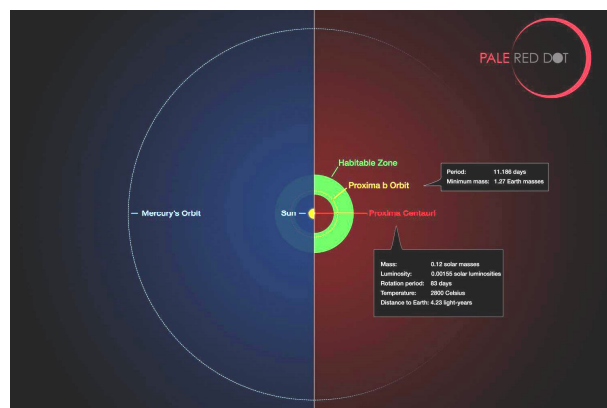 PALE RED DOT
Habitable Zone
Proxima b Orbit
Period: 11.186 days
Minimum mass: 1.27 Earth masses
Mercury's Orbit
Sun
Proxima Centauri
Mass: 0.12 solar masses
Luminosity: 0.00155 solar luminosities
Rotation period: 83 days
Temperature: 2800 Celsius
Distance to Earth: 4.23 light-years